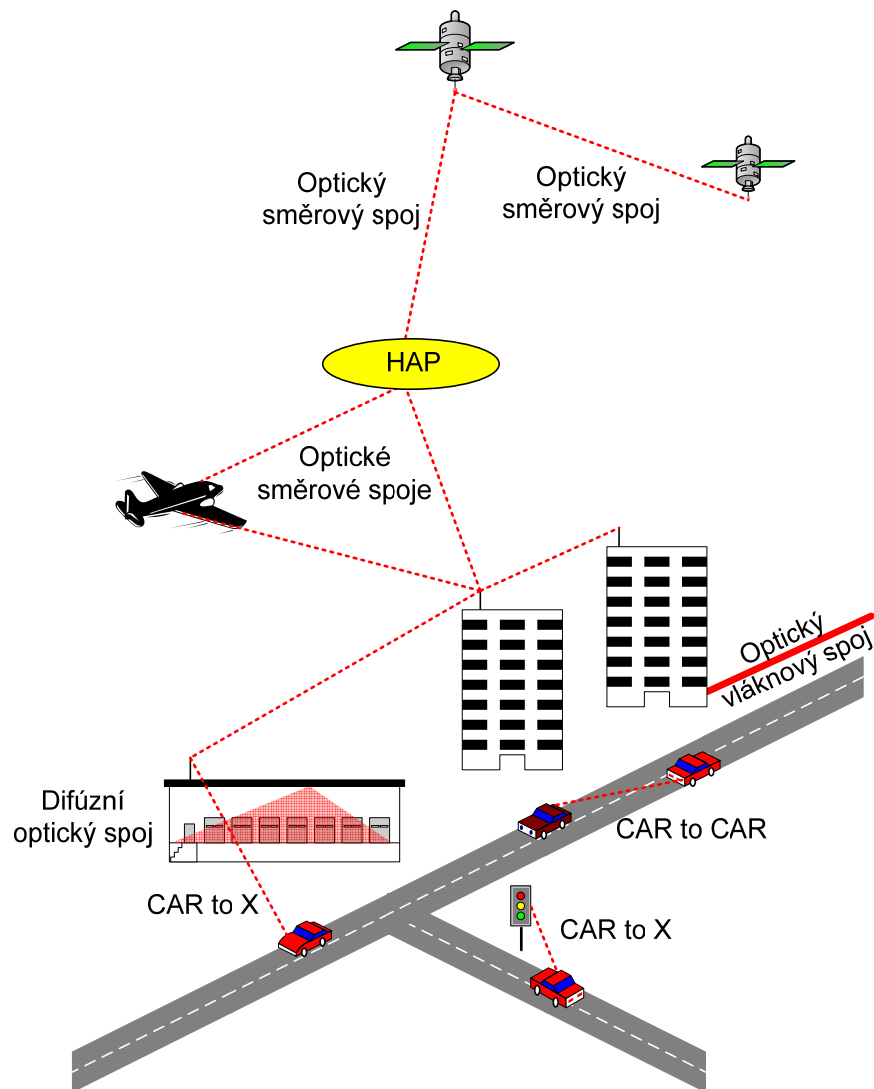 Optický
směrový spoj
Optický
směrový spoj
HAP
Optické
směrové spoje
Optický
vláknový spoj
Difúzní
optický spoj
CAR to CAR
CAR to X
CAR to X